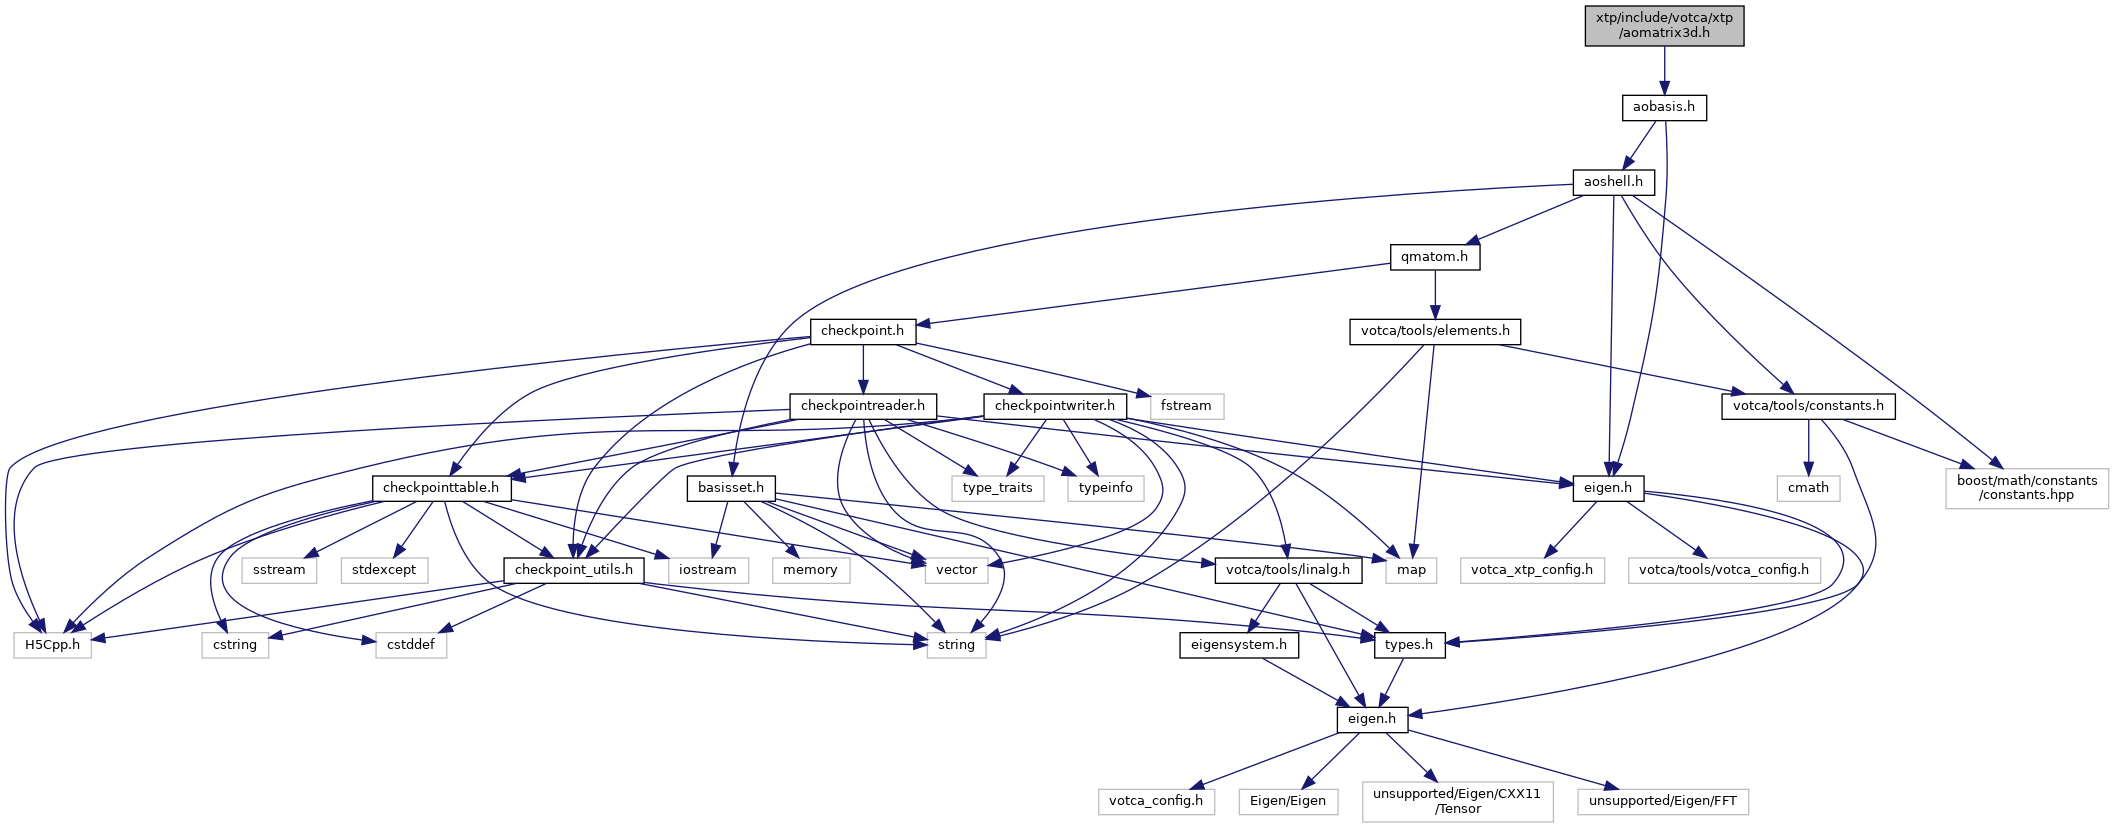 xtp/include/votca/xtp
/aomatrix3d.h
aobasis.h
aoshell.h
qmatom.h
checkpoint.h
votca/tools/elements.h
checkpointreader.h
checkpointwriter.h
fstream
votca/tools/constants.h
checkpointtable.h
basisset.h
type_traits
typeinfo
eigen.h
cmath
boost/math/constants
/constants.hpp
sstream
stdexcept
checkpoint_utils.h
iostream
memory
vector
votca/tools/linalg.h
map
votca_xtp_config.h
votca/tools/votca_config.h
H5Cpp.h
cstring
cstddef
string
eigensystem.h
types.h
eigen.h
votca_config.h
Eigen/Eigen
unsupported/Eigen/CXX11
/Tensor
unsupported/Eigen/FFT